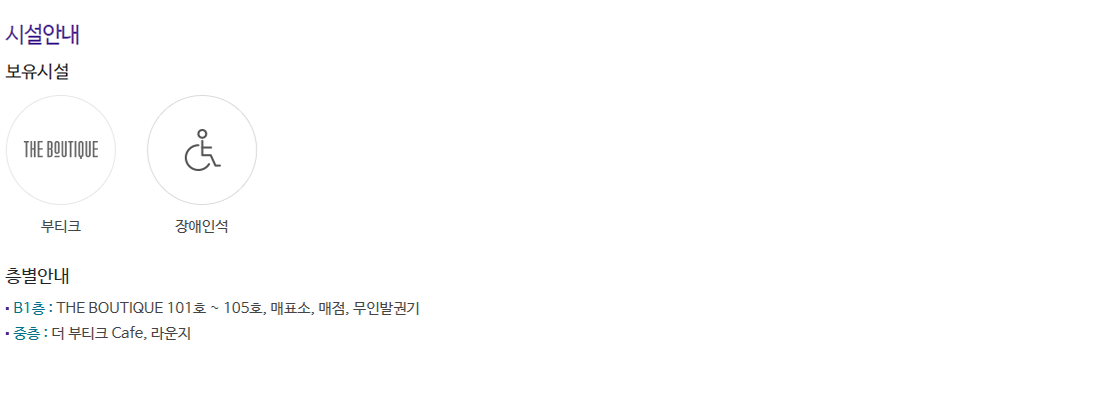 시설안내
보유시설
THE BOUTIQUE
부티크 장애인석
층별안내
B1층 : THE BOUTIQUE 101호 ~ 105호, 매표소, 매점, 무인발권기
중층 : 더 부티크 Cafe, 라운지